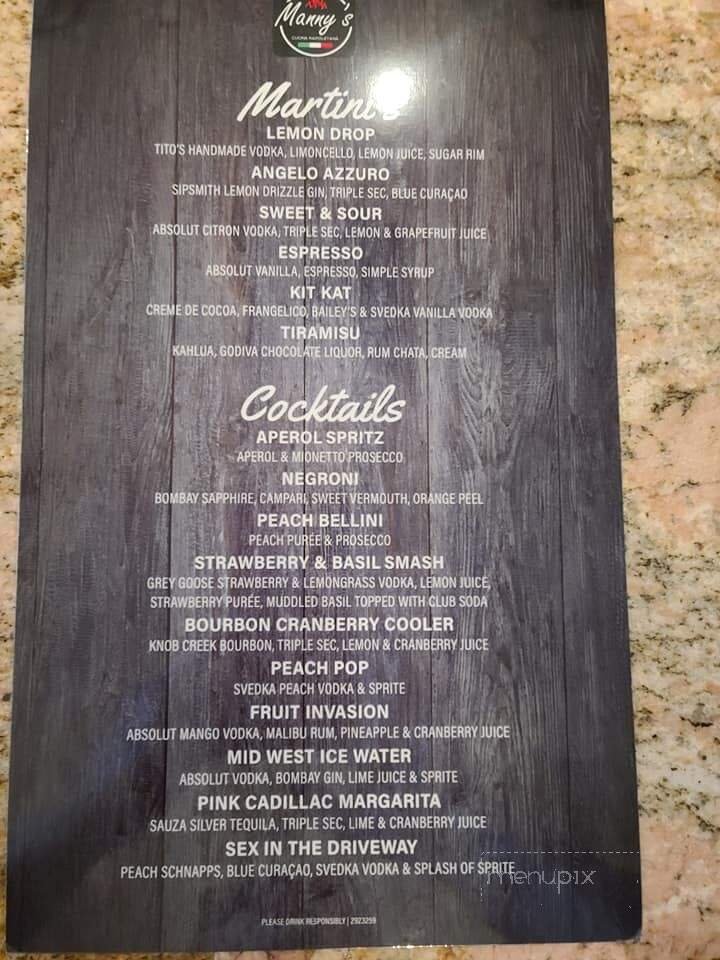 Manny's
CUCINA NAPOLETANA
Martini's
LEMON DROP
TITO'S HANDMADE VODKA, LIMONCELLO, LEMON JUICE, SUGAR RIM
ANGELO AZZURO
SIPSMITH LEMON DRIZZLE GIN, TRIPLE SEC, BLUE CURAÇAO
SWEET & SOUR
ABSOLUT CITRON VODKA, TRIPLE SEC, LEMON & GRAPEFRUIT JUICE
ESPRESSO
ABSOLUT VANILLA, ESPRESSO, SIMPLE SYRUP
KIT KAT
CREME DE COCOA, FRANGELICO, BAILEY'S & SVEDKA VANILLA VODKA
TIRAMISU
KAHLUA, GODIVA CHOCOLATE LIQUOR, RUM CHATA, CREAM
Cocktails
APEROL SPRITZ
APEROL & MIONETTO PROSECCO
NEGRONI
BOMBAY SAPPHIRE, CAMPARI, SWEET VERMOUTH, ORANGE PEEL
PEACH BELLINI
PEACH PURÉE & PROSECCO
STRAWBERRY & BASIL SMASH
GREY GOOSE STRAWBERRY & LEMONGRASS VODKA, LEMON JUICE,
STRAWBERRY PURÉE, MUDDLED BASIL TOPPED WITH CLUB SODA
BOURBON CRANBERRY COOLER
KNOB CREEK BOURBON, TRIPLE SEC, LEMON & CRANBERRY JUICE
PEACH POP
SVEDKA PEACH VODKA & SPRITE
FRUIT INVASION
ABSOLUT MANGO VODKA, MALIBU RUM, PINEAPPLE & CRANBERRY JUICE
MID WEST ICE WATER
ABSOLUT VODKA, BOMBAY GIN, LIME JUICE & SPRITE
PINK CADILLAC MARGARITA
SAUZA SILVER TEQUILA, TRIPLE SEC, LIME & CRANBERRY JUICE
SEX IN THE DRIVEWAY
PEACH SCHNAPPS, BLUE CURAÇAO, SVEDKA VODKA & SPLASH OF SPRITE
menupix
PLEASE DRINK RESPONSIBLY | 2923259